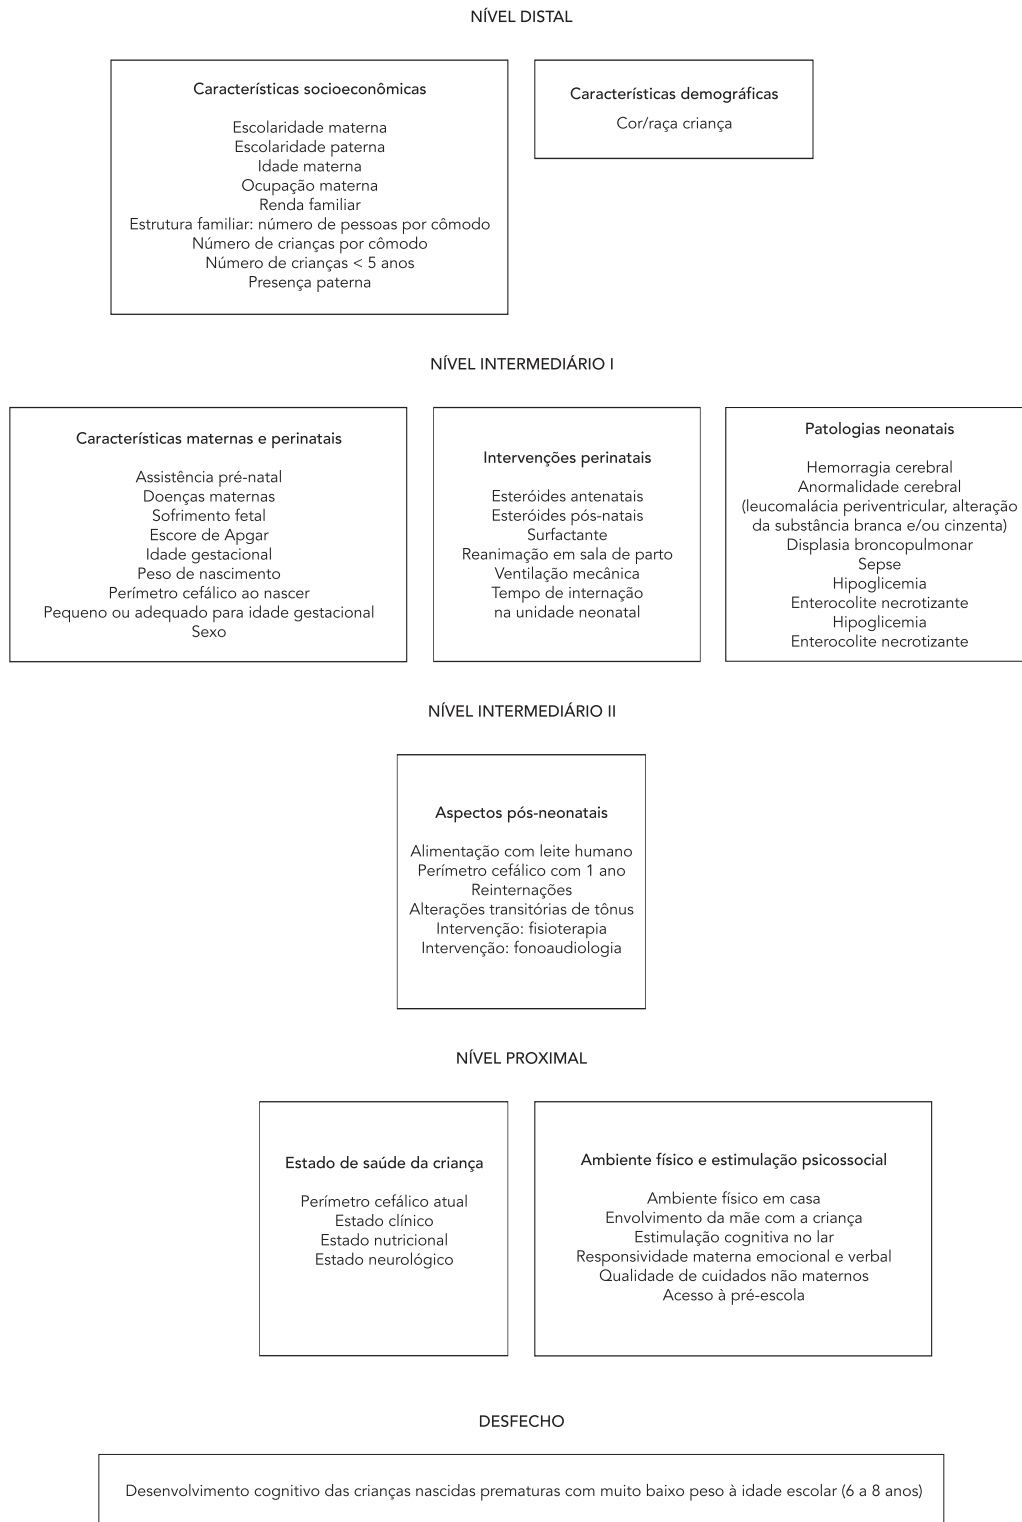 NÍVEL DISTAL
Características socioeconômicas
Escolaridade materna
Escolaridade paterna
Idade materna
Ocupação materna
Renda familiar
Estrutura familiar: número de pessoas por cômodo
Número de crianças por cômodo
Número de crianças < 5 anos
Presença paterna
Características demográficas
Cor/raça criança
NÍVEL INTERMEDIÁRIO I
Características maternas e perinatais
Assistência pré-natal
Doenças maternas
Sofrimento fetal
Escore de Apgar
Idade gestacional
Peso de nascimento
Perímetro cefálico ao nascer
Pequeno ou adequado para idade gestacional
Sexo
Intervenções perinatais
Esteróides antenatais
Esteróides pós-natais
Surfactante
Reanimação em sala de parto
Ventilação mecânica
Tempo de internação
na unidade neonatal
Patologias neonatais
Hemorragia cerebral
Anormalidade cerebral
(leucomalácia periventricular, alteração
da substância branca e/ou cinzenta)
Displasia broncopulmonar
Sepse
Hipoglicemia
Enterocolite necrotizante
Hipoglicemia
Enterocolite necrotizante
NÍVEL INTERMEDIÁRIO II
Aspectos pós-neonatais
Alimentação com leite humano
Perímetro cefálico com 1 ano
Reinternações
Alterações transitórias de tônus
Intervenção: fisioterapia
Intervenção: fonoaudiologia
NÍVEL PROXIMAL
Estado de saúde da criança
Perímetro cefálico atual
Estado clínico
Estado nutricional
Estado neurológico
Ambiente físico e estimulação psicossocial
Ambiente físico em casa
Envolvimento da mãe com a criança
Estimulação cognitiva no lar
Responsividade materna emocional e verbal
Qualidade de cuidados não maternos
Acesso à pré-escola
DESFECHO
Desenvolvimento cognitivo das crianças nascidas prematuras com muito baixo peso à idade escolar (6 a 8 anos)